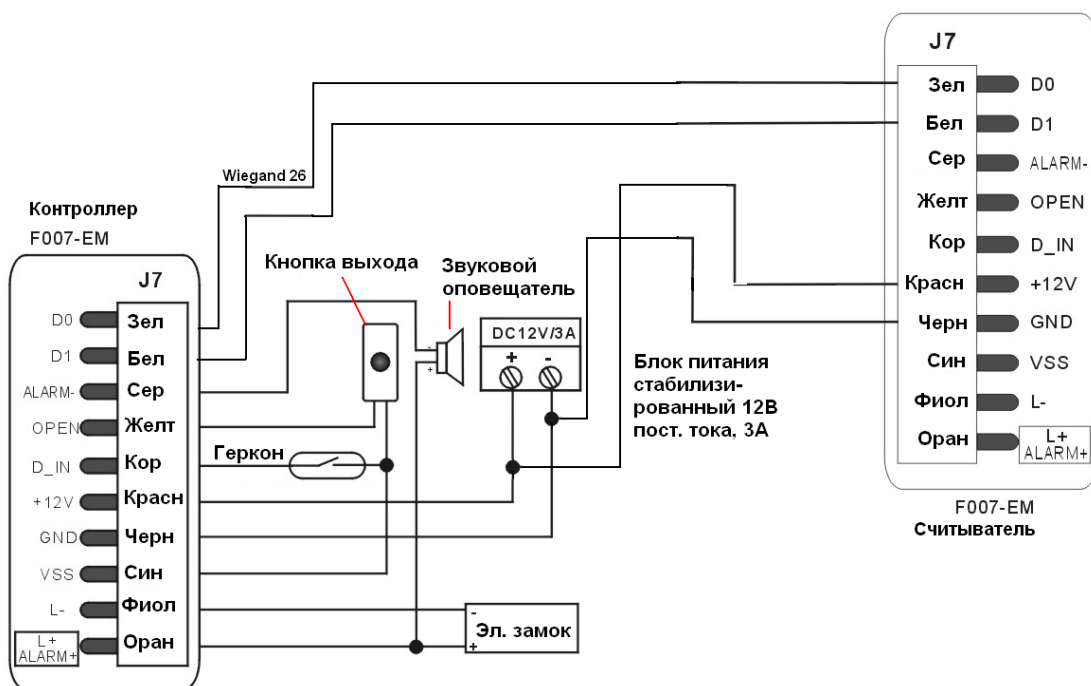 J7
Зел
D0
Бел
D1
Сер
ALARM-
Желт
OPEN
Кор
D_IN
Красн
+12V
Черн
GND
Син
VSS
Фиол
L-
Оран
L+
ALARM+
F007-EM
Считыватель
Wiegand 26
Контроллер
F007-EM
J7
D0
Зел
D1
Бел
ALARM-
Сер
OPEN
Желт
D_IN
Кор
+12V
Красн
GND
Черн
VSS
Син
L-
Фиол
L+
ALARM+
Оран
Кнопка выхода
Звуковой
оповещатель
- 
+
DC12V/3A
+ -
Блок питания
стабилизи-
рованный 12В
пост. тока, 3А
Геркон
-
+
Эл. замок